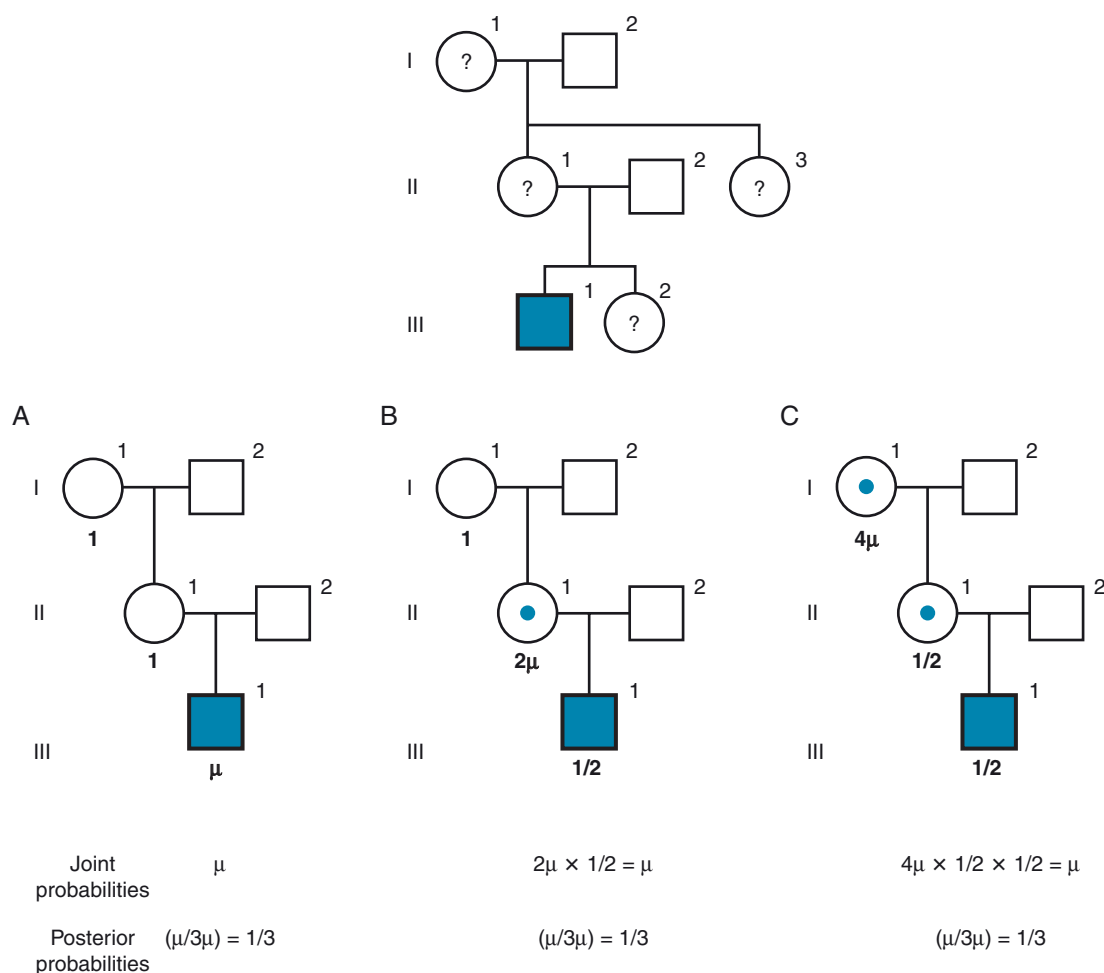 1 2
I ?
1 2 3
II ? ?
1 2
III ?
A B C
1 2 1 2 1 2
I I I
1 1 4μ
1 2 1 2 1 2
II II II
1 2μ 1/2
1 1 1
III III III
μ 1/2 1/2
Joint μ 2μ × 1/2 = μ 4μ × 1/2 × 1/2 = μ
probabilities
Posterior (μ/3μ) = 1/3 (μ/3μ) = 1/3 (μ/3μ) = 1/3
probabilities